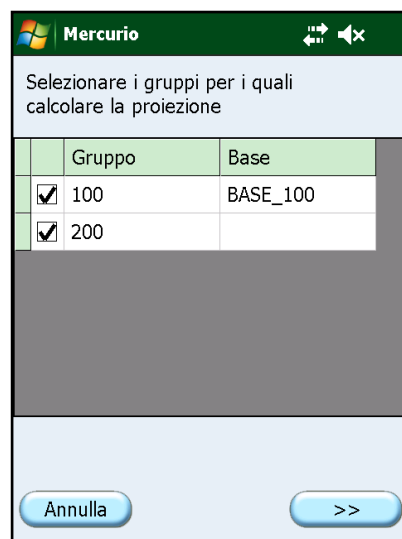 Mercurio
Selezionare i gruppi per i quali
calcolare la proiezione
Gruppo Base
100 BASE_100
200
Annulla >>